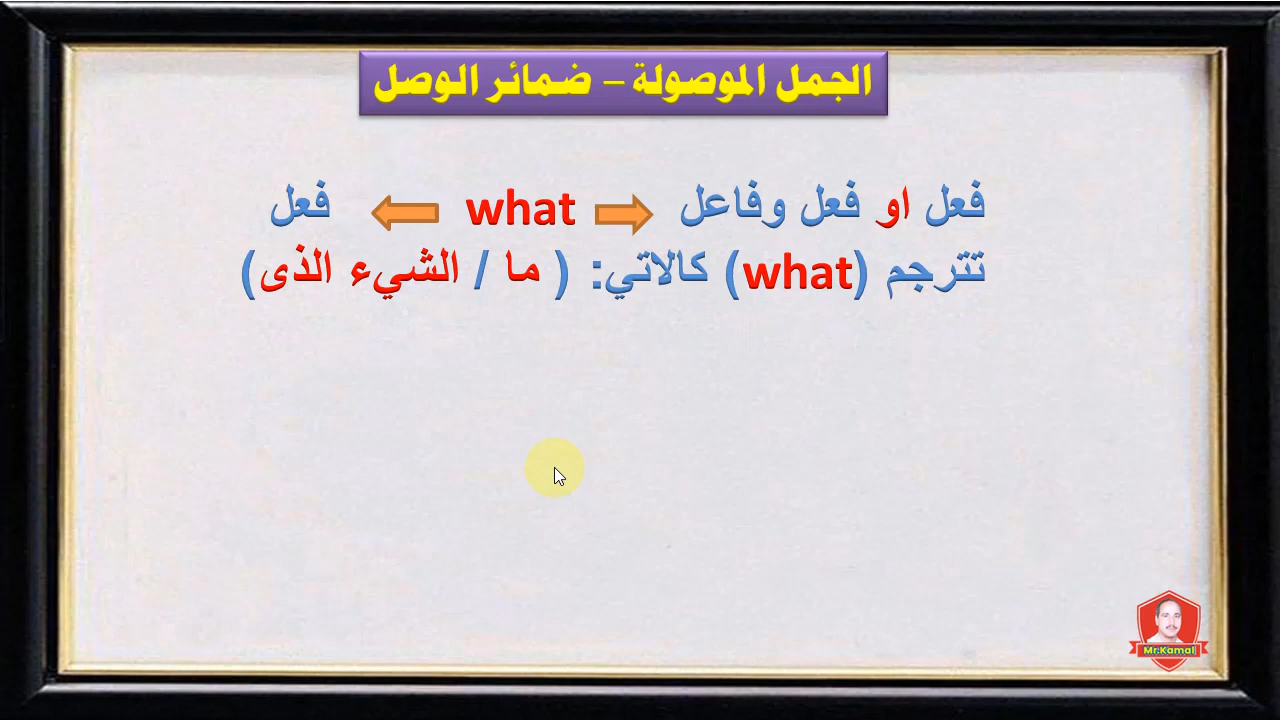 الجمل الموصولة – ضمائر الوصل
فعل او فعل وفاعل what فعل
تترجم (what) كالاتي: ( ما / الشيء الذى)
Mr.Kamal